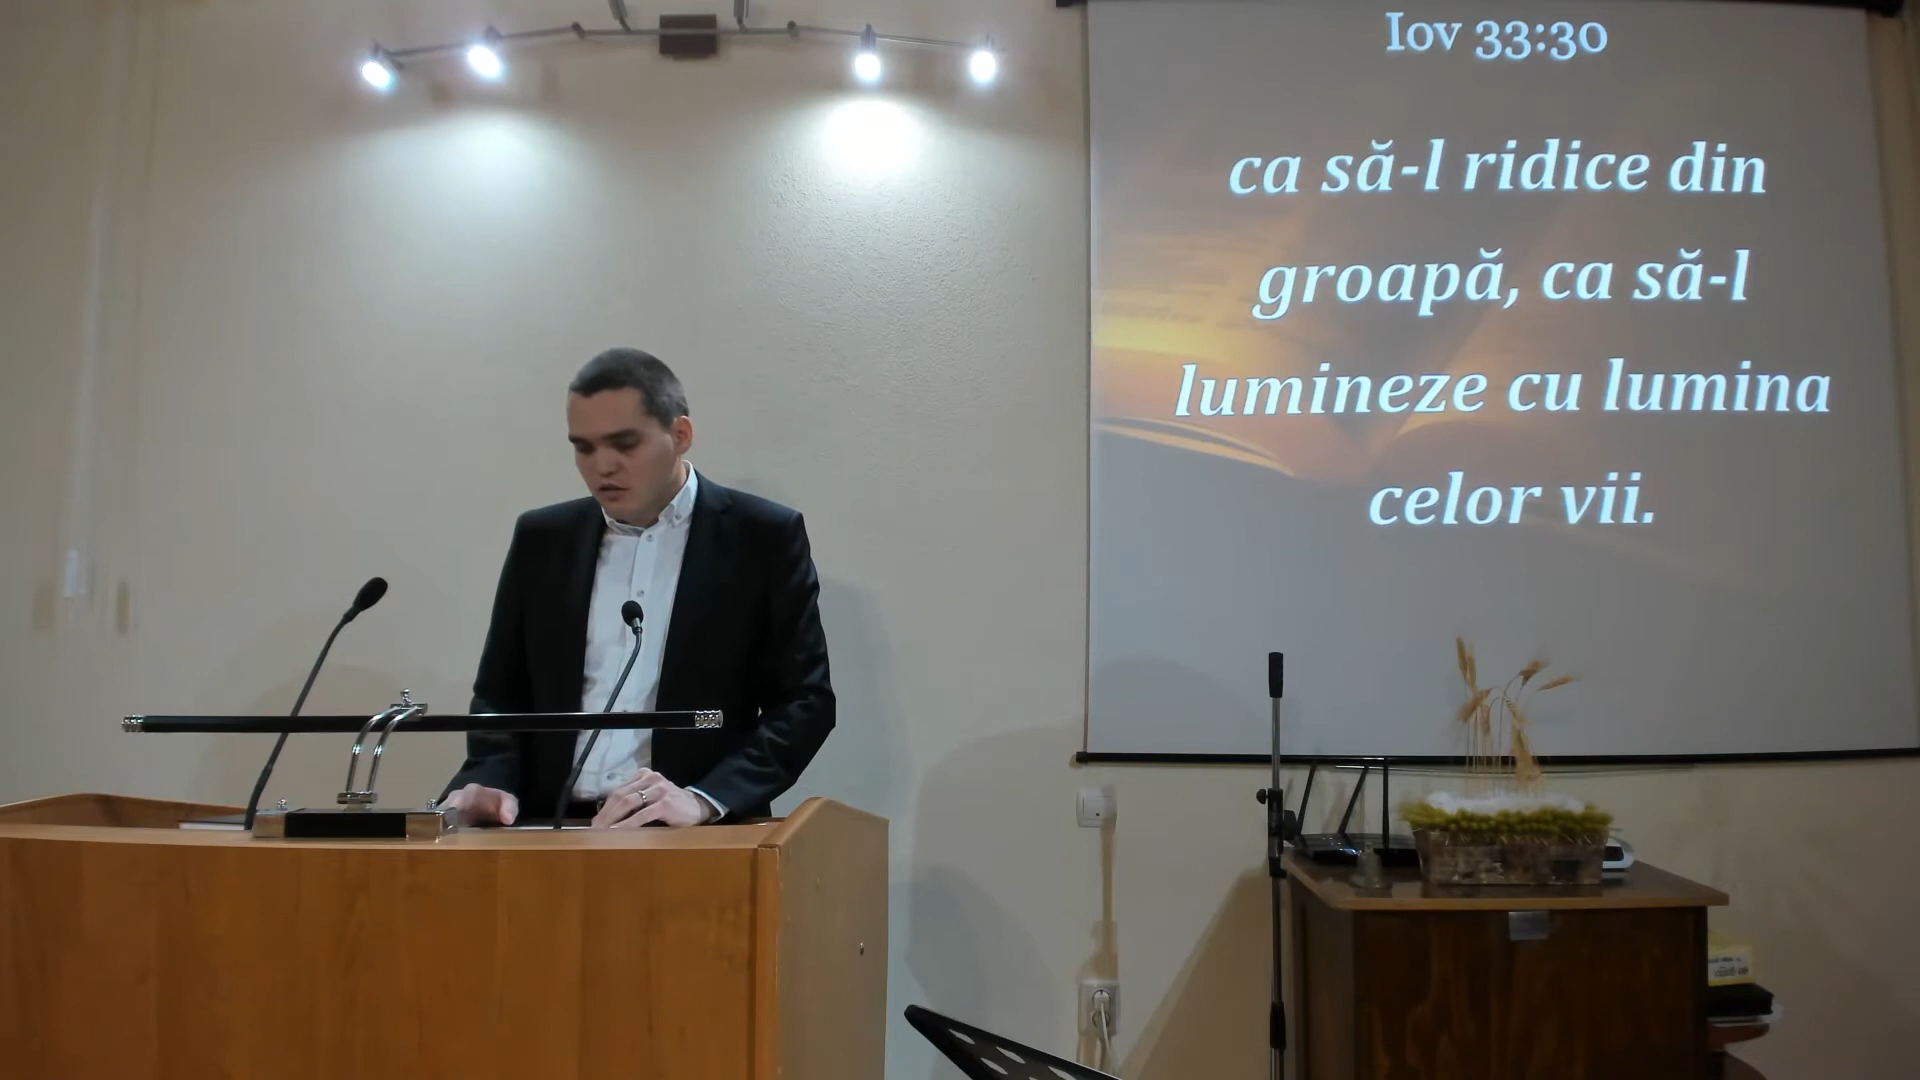 Iov 33:30
ca să-l ridice din
groapă, ca să-l
lumineze cu lumina
celor vii.